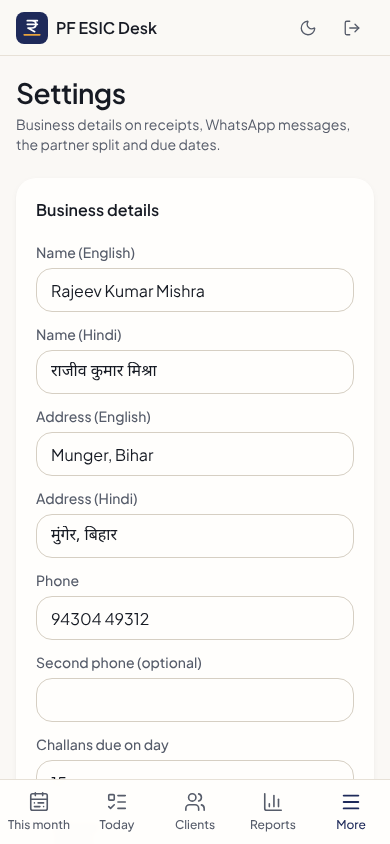 PF ESIC Desk
Settings
Business details on receipts, WhatsApp messages,
the partner split and due dates.
Business details
Name (English)
Rajeev Kumar Mishra
Name (Hindi)
राजीव कुमार मिश्रा
Address (English)
Munger, Bihar
Address (Hindi)
मुंगेर, बिहार
Phone
94304 49312
Second phone (optional)
Challans due on day
This month
Today
Clients
Reports
More